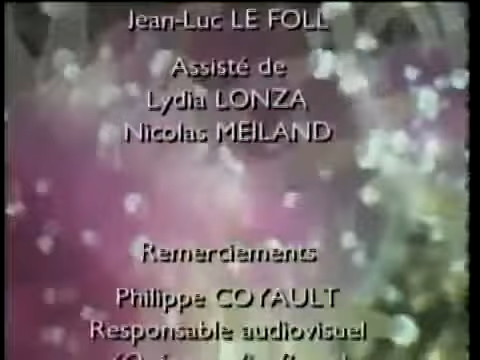 Jean-Luc LE FOLL
Assisté de
Lydia LONZA
Nicolas MEILAND
Remerciements
Philippe COYAULT
Responsable audiovisuel